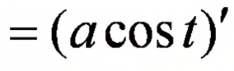 = (a cos t)′